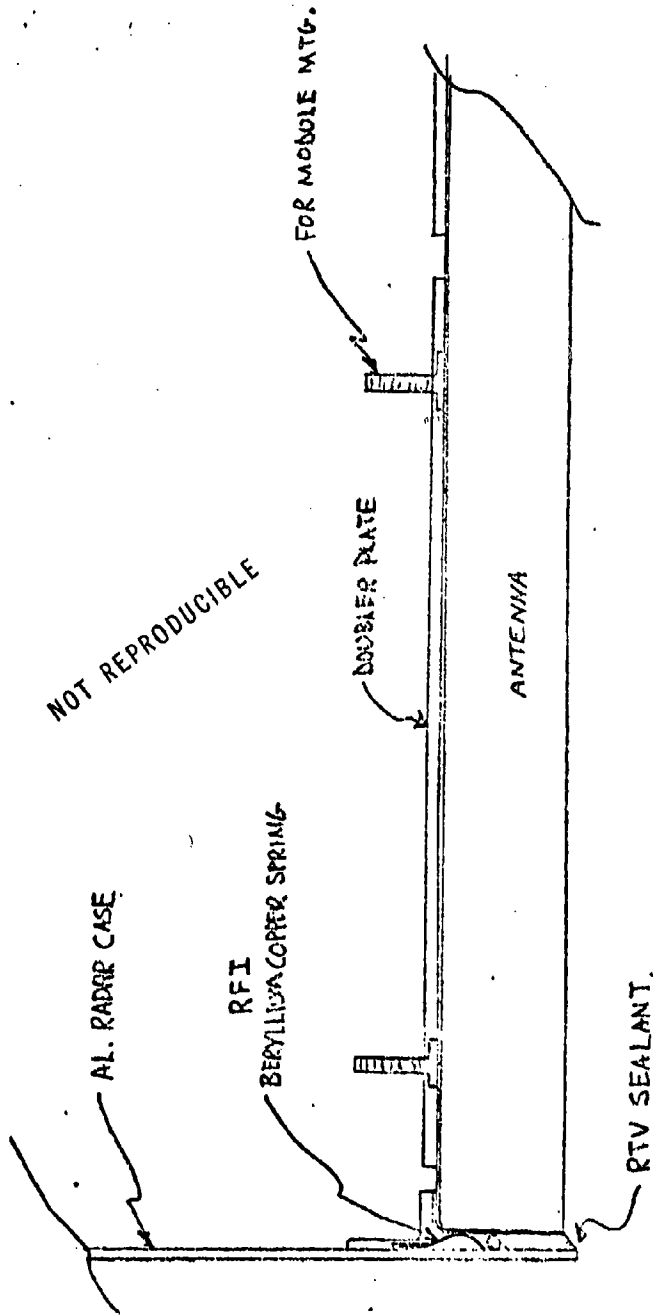 FOR MODULE MTG.
NOT REPRODUCIBLE
DOUBLER PLATE
AL. RADAR CASE
RFI
BERYLLIUM COPPER SPRING
ANTENNA
RTV SEALANT.